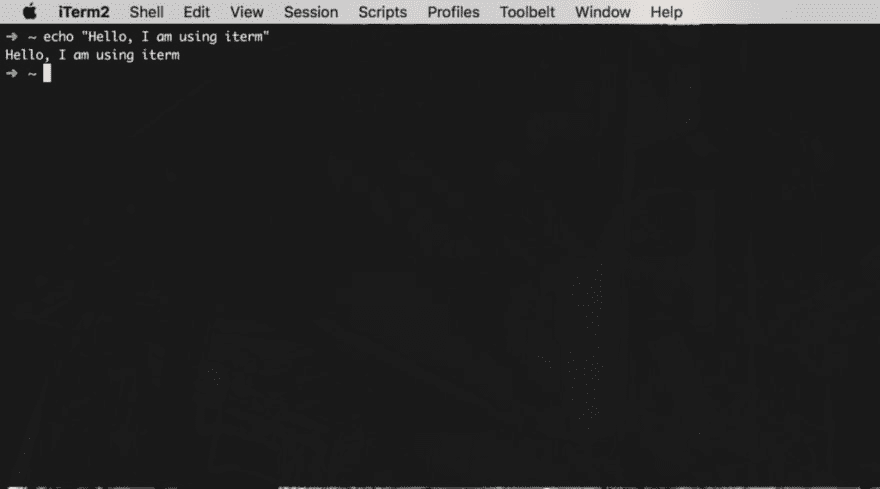 iTerm2 Shell Edit View Session Scripts Profiles Toolbelt Window Help
➜ ~ echo "Hello, I am using iterm"
Hello, I am using iterm
➜ ~